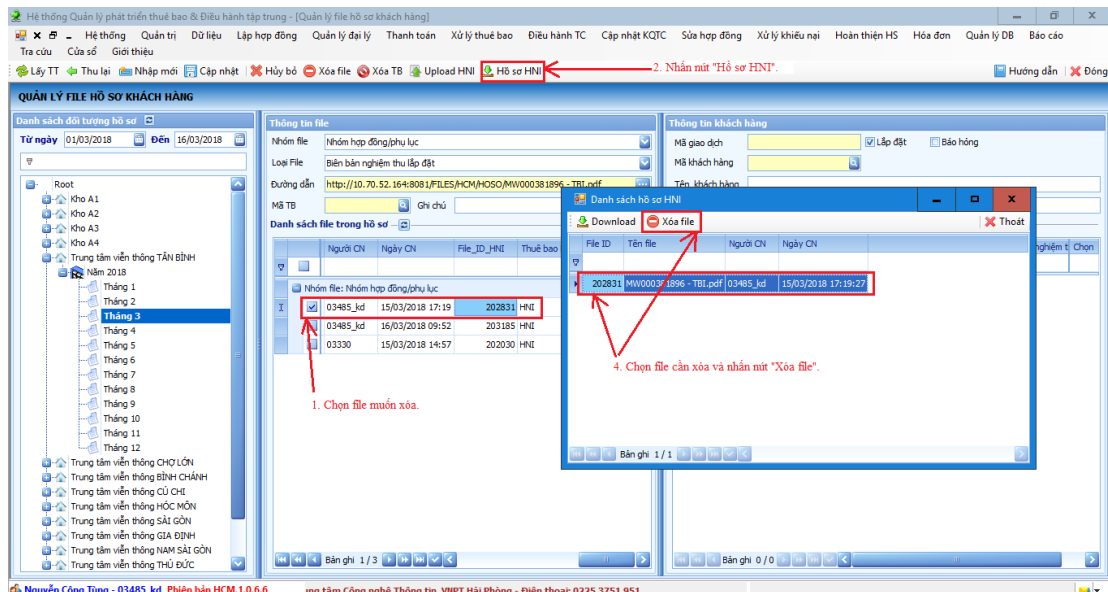 Hệ thống Quản lý phát triển thuê bao & Điều hành tập trung - [Quản lý file hồ sơ khách hàng]
Hệ thống Quản trị Dữ liệu Lập hợp đồng Quản lý đại lý Thanh toán Xử lý thuê bao Điều hành TC Cập nhật KQTC Sửa hợp đồng Xử lý khiếu nại Hoàn thiện HS Hóa đơn Quản lý DB Báo cáo
Tra cứu Cửa sổ Giới thiệu
Lấy TT Thu lại Nhập mới Cập nhật Hủy bỏ Xóa file Xóa TB Upload HNI Hồ sơ HNI 2. Nhấn nút "Hồ sơ HNI". Hướng dẫn Đóng
QUẢN LÝ FILE HỒ SƠ KHÁCH HÀNG
Danh sách đối tượng hồ sơ
Từ ngày 01/03/2018 Đến 16/03/2018
Root
Kho A1
Kho A2
Kho A3
Kho A4
Trung tâm viễn thông TÂN BÌNH
Năm 2018
Tháng 1
Tháng 2
Tháng 3
Tháng 4
Tháng 5
Tháng 6
Tháng 7
Tháng 8
Tháng 9
Tháng 10
Tháng 11
Tháng 12
Trung tâm viễn thông CHỢ LỚN
Trung tâm viễn thông BÌNH CHÁNH
Trung tâm viễn thông CỦ CHI
Trung tâm viễn thông HÓC MÔN
Trung tâm viễn thông SÀI GÒN
Trung tâm viễn thông GIA ĐỊNH
Trung tâm viễn thông NAM SÀI GÒN
Trung tâm viễn thông THỦ ĐỨC
Thông tin file
Nhóm file Nhóm hợp đồng/phụ lục
Loại File Biên bản nghiệm thu lắp đặt
Đường dẫn http://10.70.52.164:8081/FILES/HCM/HOSO/MW000381896 - TBI.pdf
Mã TB Ghi chú
Danh sách file trong hồ sơ
Người CN Ngày CN File_ID_HNI Thuê bao
Nhóm file: Nhóm hợp đồng/phụ lục
03485_kd 15/03/2018 17:19 202831 HNI
03485_kd 16/03/2018 09:52 203185 HNI
03330 15/03/2018 14:57 202030 HNI
1. Chọn file muốn xóa.
Bản ghi 1 / 3
Thông tin khách hàng
Mã giao dịch Lắp đặt Báo hỏng
Mã khách hàng
Tên khách hàng
nghiệm t Chọn
Bản ghi 0 / 0
Danh sách hồ sơ HNI
Download Xóa file Thoát
File ID Tên file Người CN Ngày CN
202831 MW000381896 - TBI.pdf 03485_kd 15/03/2018 17:19:27
4. Chọn file cần xóa và nhấn nút "Xóa file".
Bản ghi 1 / 1
Nguyễn Công Tùng - 03485_kd Phiên bản HCM 1.0.6.6 ung tâm Công nghệ Thông tin, VNPT Hải Phòng - Điện thoại: 0225 3751 951